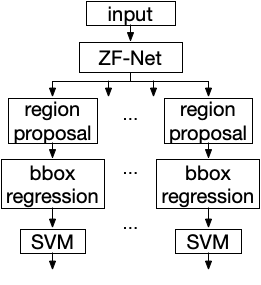 input
ZF-Net
region
proposal
...
region
proposal
bbox
regression
...
bbox
regression
SVM
...
SVM